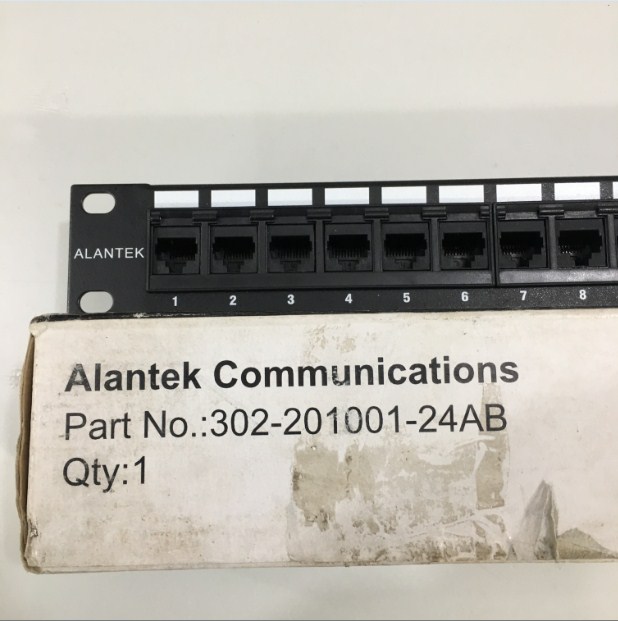 ALANTEK
1 2 3 4 5 6 7 8
Alantek Communications
Part No.:302-201001-24AB
Qty:1